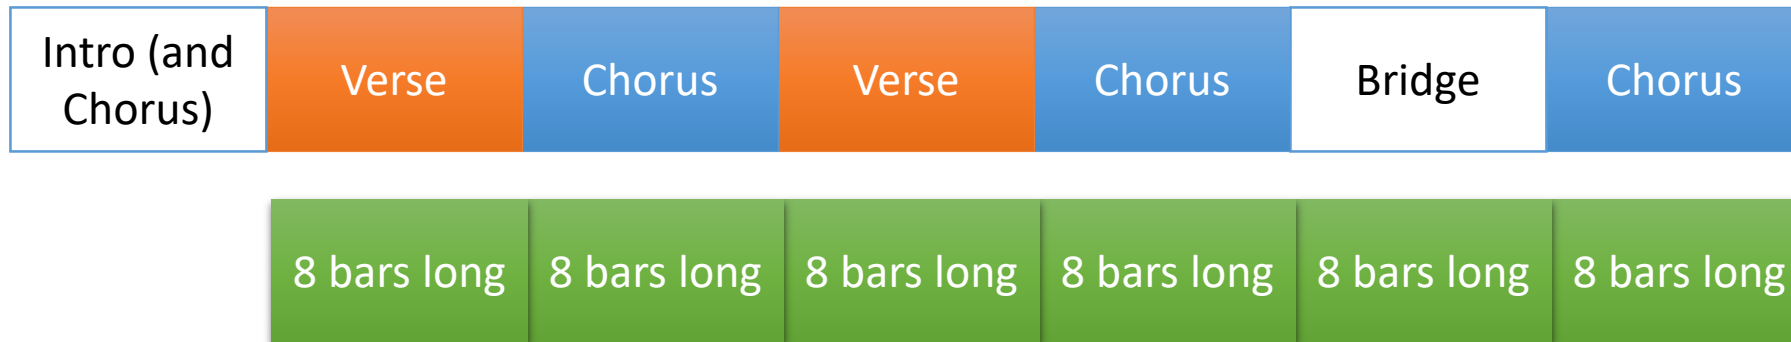 Intro (and
Chorus)
Verse
Chorus
Verse
Chorus
Bridge
Chorus
8 bars long
8 bars long
8 bars long
8 bars long
8 bars long
8 bars long